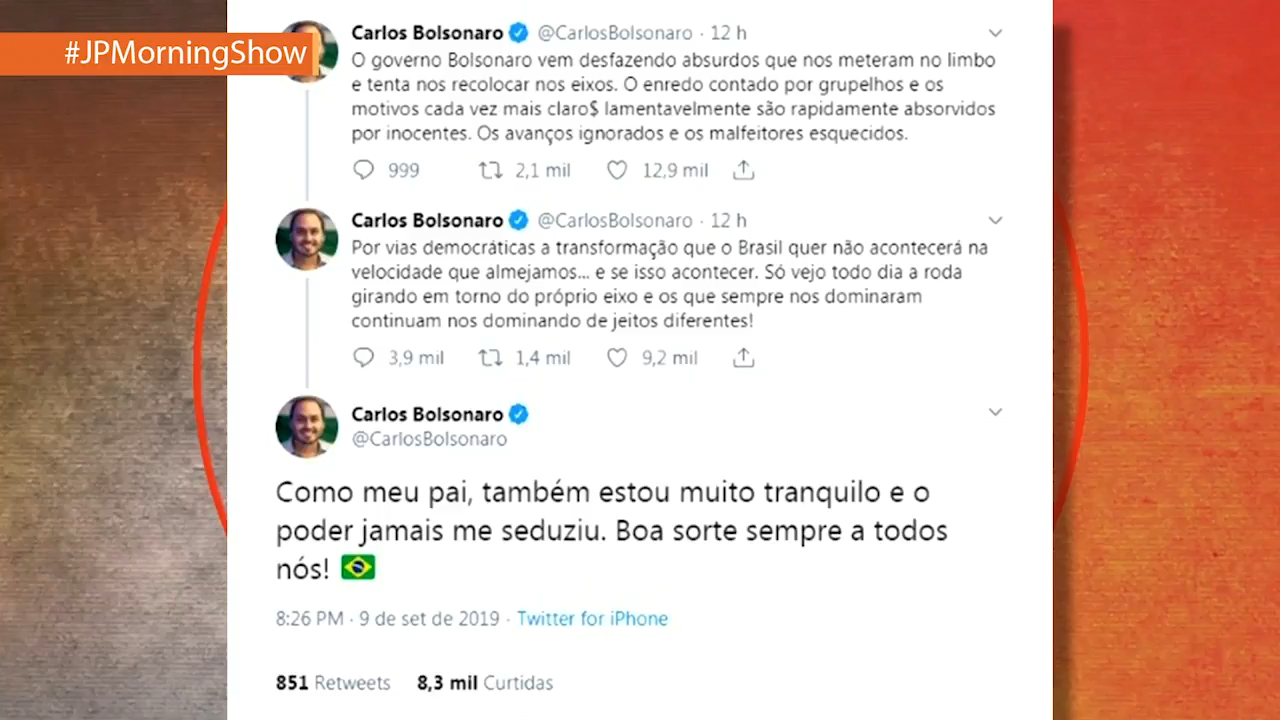 #JPMorningShow
Carlos Bolsonaro @CarlosBolsonaro · 12 h
O governo Bolsonaro vem desfazendo absurdos que nos meteram no limbo
e tenta nos recolocar nos eixos. O enredo contado por grupelhos e os
motivos cada vez mais claro$ lamentavelmente são rapidamente absorvidos
por inocentes. Os avanços ignorados e os malfeitores esquecidos.
999 2,1 mil 12,9 mil
Carlos Bolsonaro @CarlosBolsonaro · 12 h
Por vias democráticas a transformação que o Brasil quer não acontecerá na
velocidade que almejamos... e se isso acontecer. Só vejo todo dia a roda
girando em torno do próprio eixo e os que sempre nos dominaram
continuam nos dominando de jeitos diferentes!
3,9 mil 1,4 mil 9,2 mil
Carlos Bolsonaro
@CarlosBolsonaro
Como meu pai, também estou muito tranquilo e o
poder jamais me seduziu. Boa sorte sempre a todos
nós! 🇧🇷
8:26 PM · 9 de set de 2019 · Twitter for iPhone
851 Retweets 8,3 mil Curtidas